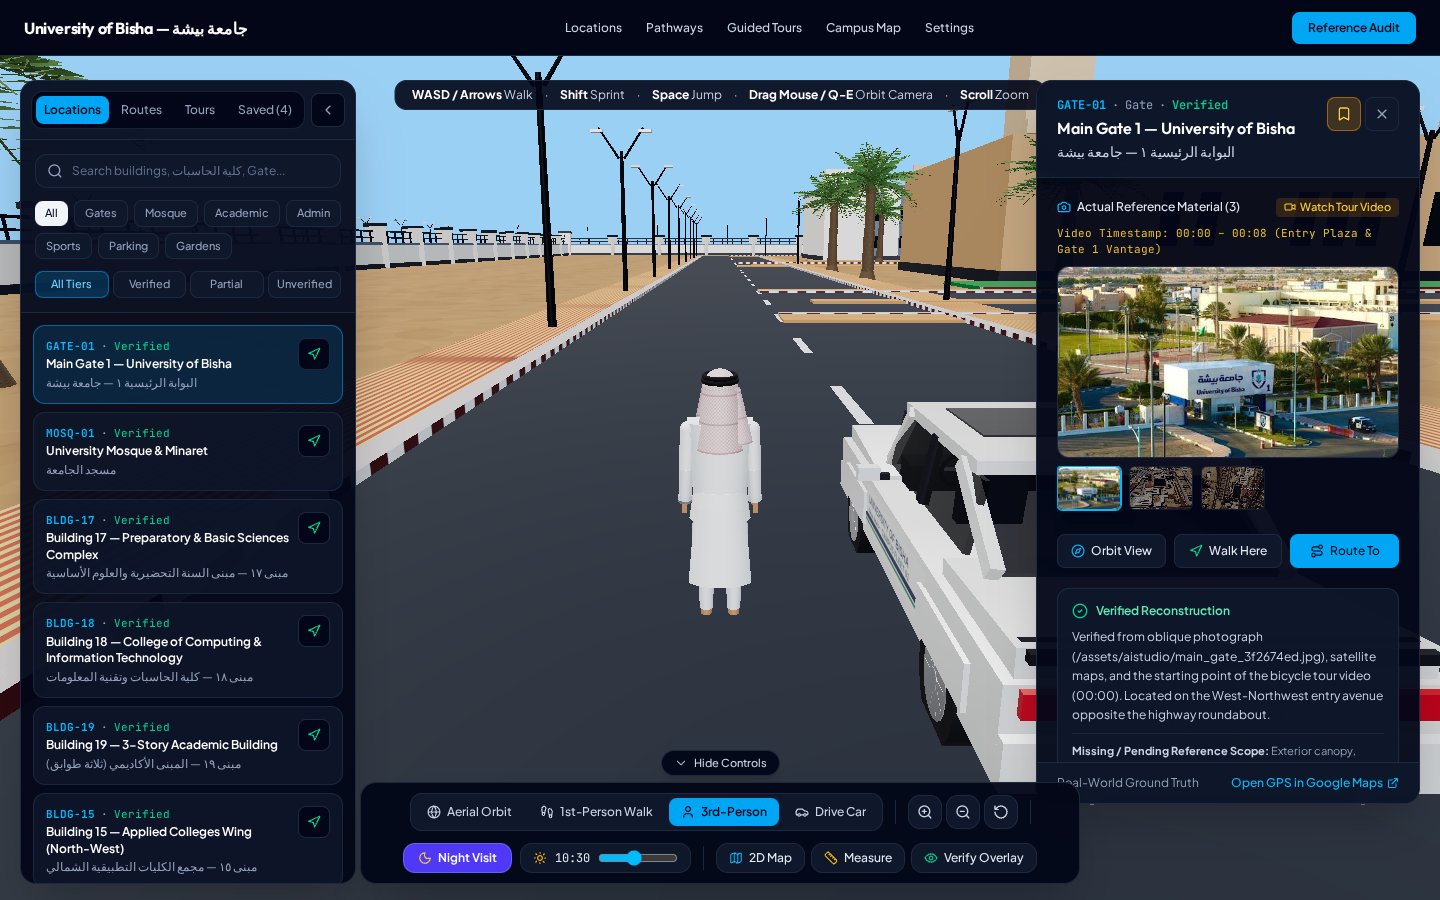 University of Bisha — جامعة بيشة
Locations
Pathways
Guided Tours
Campus Map
Settings
Reference Audit
Locations
Routes
Tours
Saved (4)
Search buildings, كلية الحاسبات, Gate...
All
Gates
Mosque
Academic
Admin
Sports
Parking
Gardens
All Tiers
Verified
Partial
Unverified
GATE-01 · Verified
Main Gate 1 — University of Bisha
البوابة الرئيسية ١ — جامعة بيشة
MOSQ-01 · Verified
University Mosque & Minaret
مسجد الجامعة
BLDG-17 · Verified
Building 17 — Preparatory & Basic Sciences
Complex
مبنى ١٧ — مبنى السنة التحضيرية والعلوم الأساسية
BLDG-18 · Verified
Building 18 — College of Computing &
Information Technology
مبنى ١٨ — كلية الحاسبات وتقنية المعلومات
BLDG-19 · Verified
Building 19 — 3-Story Academic Building
مبنى ١٩ — المبنى الأكاديمي (ثلاثة طوابق)
BLDG-15 · Verified
Building 15 — Applied Colleges Wing
(North-West)
مبنى ١٥ — مجمع الكليات التطبيقية الشمالي
WASD / Arrows Walk · Shift Sprint · Space Jump · Drag Mouse / Q-E Orbit Camera · Scroll Zoom
Hide Controls
Aerial Orbit
1st-Person Walk
3rd-Person
Drive Car
Night Visit
10:30
2D Map
Measure
Verify Overlay
GATE-01 · Gate · Verified
Main Gate 1 — University of Bisha
البوابة الرئيسية ١ — جامعة بيشة
Actual Reference Material (3)
Watch Tour Video
Video Timestamp: 00:00 – 00:08 (Entry Plaza &
Gate 1 Vantage)
جامعة بيشة
University of Bisha
1
Orbit View
Walk Here
Route To
Verified Reconstruction
Verified from oblique photograph
(/assets/aistudio/main_gate_3f2674ed.jpg), satellite
maps, and the starting point of the bicycle tour video
(00:00). Located on the West-Northwest entry avenue
opposite the highway roundabout.
Missing / Pending Reference Scope: Exterior canopy,
Real-World Ground Truth
Open GPS in Google Maps